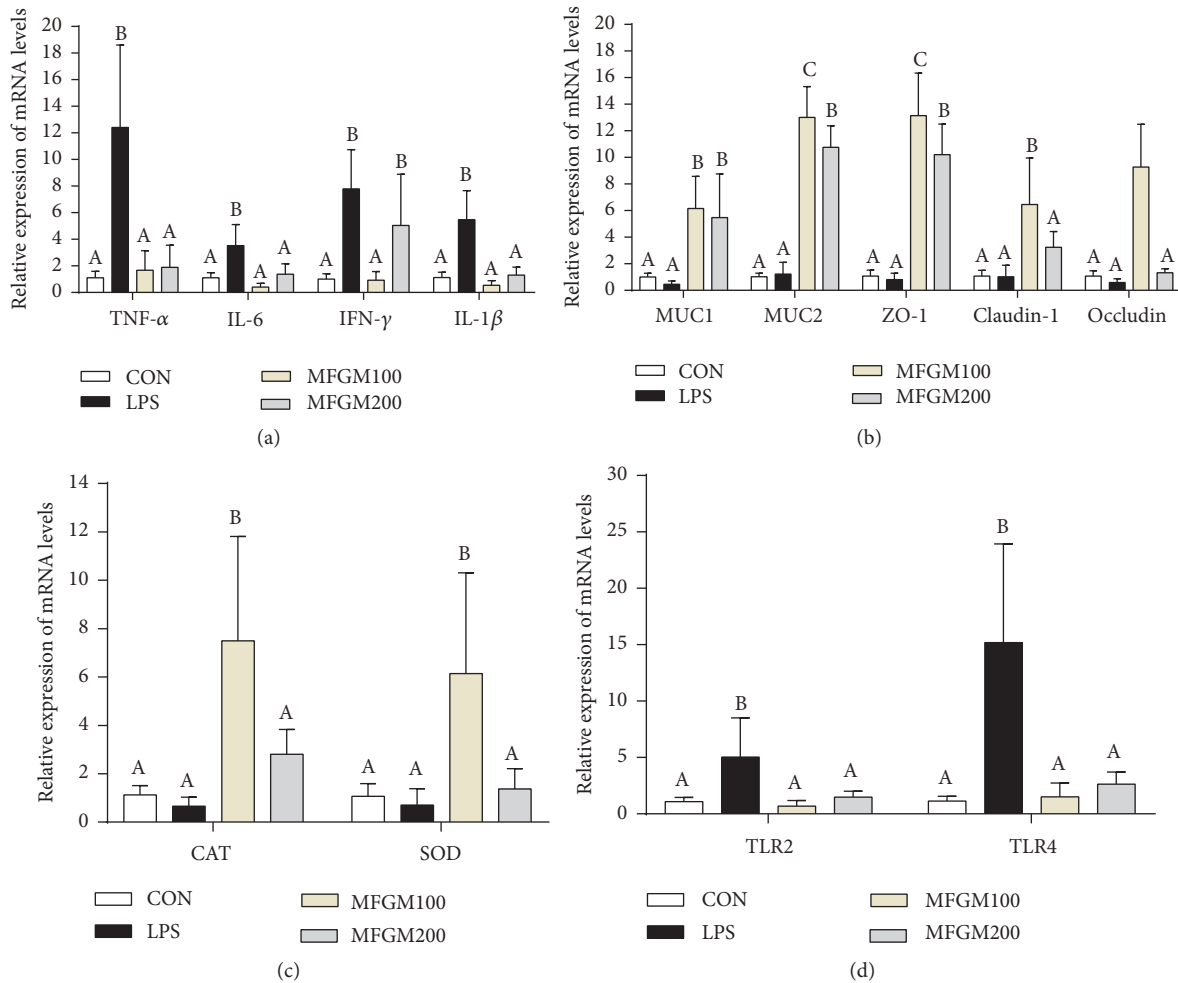 Relative expression of mRNA levels
20
18
16
14
12
10
8
6
4
2
0
A B A A
A B A A
A B A B
A B A A
TNF-α IL-6 IFN-γ IL-1β
CON MFGM100
LPS MFGM200
(a)
Relative expression of mRNA levels
20
18
16
14
12
10
8
6
4
2
0
A A B B
A A C B
A A C B
A A B A
A A A
MUC1 MUC2 ZO-1 Claudin-1 Occludin
CON MFGM100
LPS MFGM200
(b)
Relative expression of mRNA levels
14
12
10
8
6
4
2
0
A A B A
A A B A
CAT SOD
CON MFGM100
LPS MFGM200
(c)
Relative expression of mRNA levels
30
25
20
15
10
5
0
A B A A
A B A A
TLR2 TLR4
CON MFGM100
LPS MFGM200
(d)